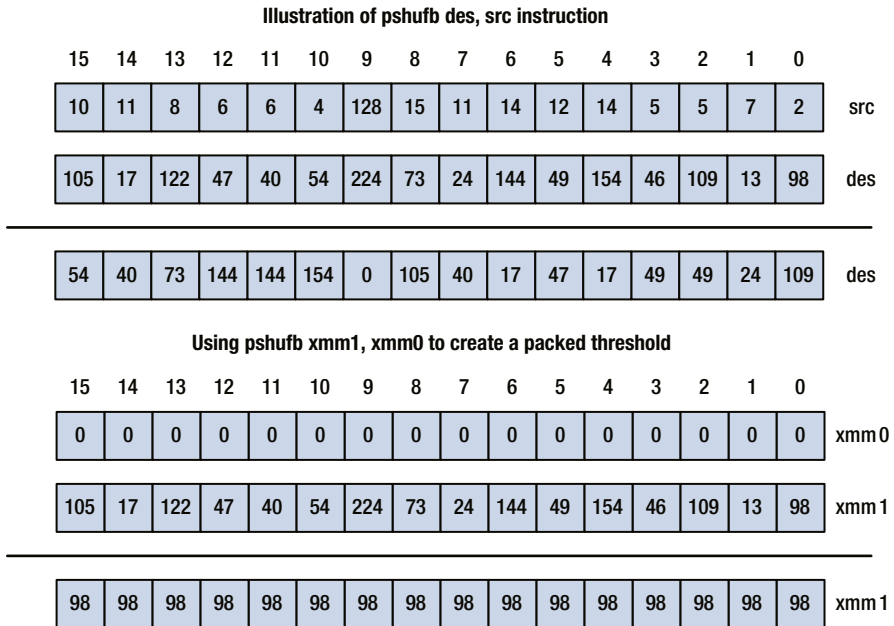 Illustration of pshufb des, src instruction
15 14 13 12 11 10 9 8 7 6 5 4 3 2 1 0
10 11 8 6 6 4 128 15 11 14 12 14 5 5 7 2 src
105 17 122 47 40 54 224 73 24 144 49 154 46 109 13 98 des
54 40 73 144 144 154 0 105 40 17 47 17 49 49 24 109 des
Using pshufb xmm1, xmm0 to create a packed threshold
15 14 13 12 11 10 9 8 7 6 5 4 3 2 1 0
0 0 0 0 0 0 0 0 0 0 0 0 0 0 0 0 xmm0
105 17 122 47 40 54 224 73 24 144 49 154 46 109 13 98 xmm1
98 98 98 98 98 98 98 98 98 98 98 98 98 98 98 98 xmm1